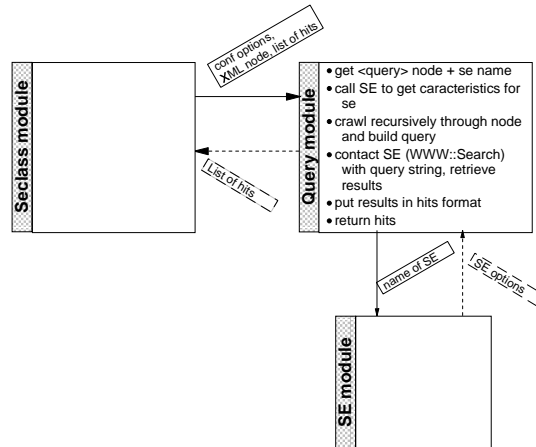 conf options,
XML node, list of hits
Seclass module
List of hits
Query module
• get <query> node + se name
• call SE to get caracteristics for
se
• crawl recursively through node
and build query
• contact SE (WWW::Search)
with query string, retrieve
results
• put results in hits format
• return hits
name of SE
SE options
SE module